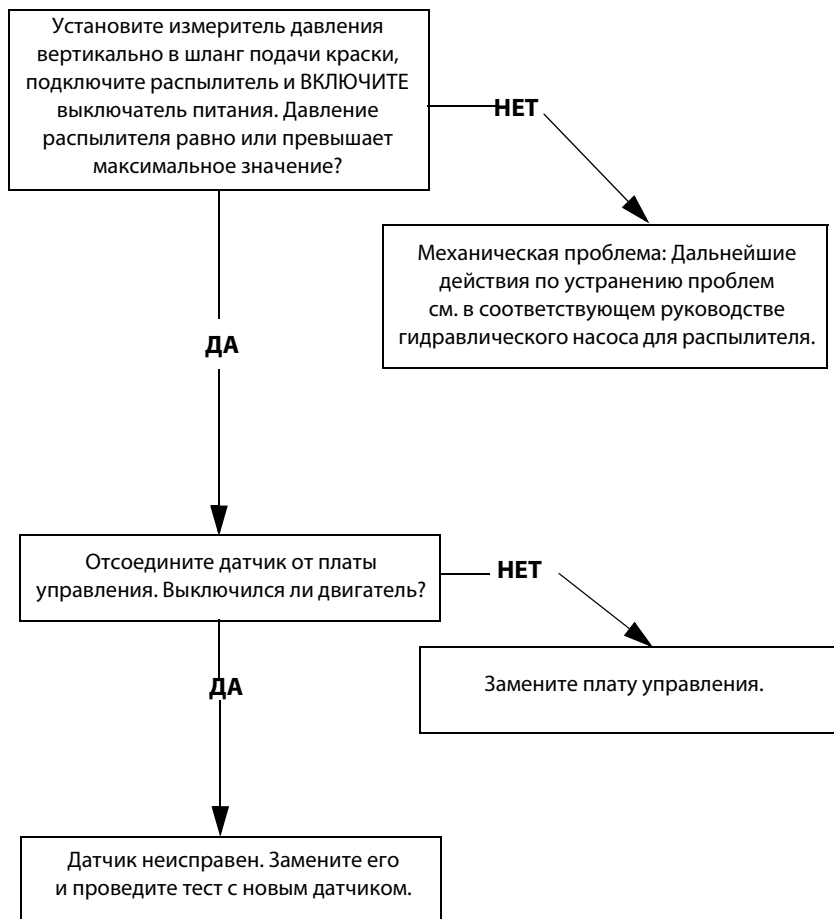 Установите измеритель давления
вертикально в шланг подачи краски,
подключите распылитель и ВКЛЮЧИТЕ
выключатель питания. Давление
распылителя равно или превышает
максимальное значение?
НЕТ
Механическая проблема: Дальнейшие
действия по устранению проблем
см. в соответствующем руководстве
гидравлического насоса для распылителя.
ДА
Отсоедините датчик от платы
управления. Выключился ли двигатель?
НЕТ
Замените плату управления.
ДА
Датчик неисправен. Замените его
и проведите тест с новым датчиком.